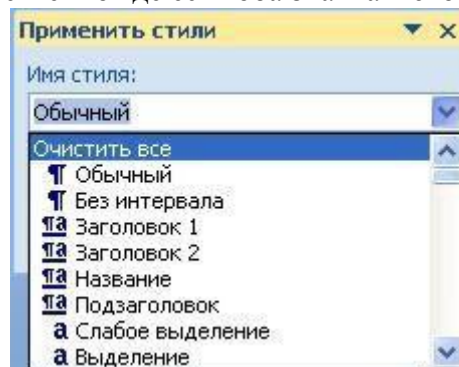 Применить стили
Имя стиля:
Обычный
Очистить все
¶ Обычный
¶ Без интервала
¶a Заголовок 1
¶a Заголовок 2
¶a Название
¶a Подзаголовок
a Слабое выделение
a Выделение